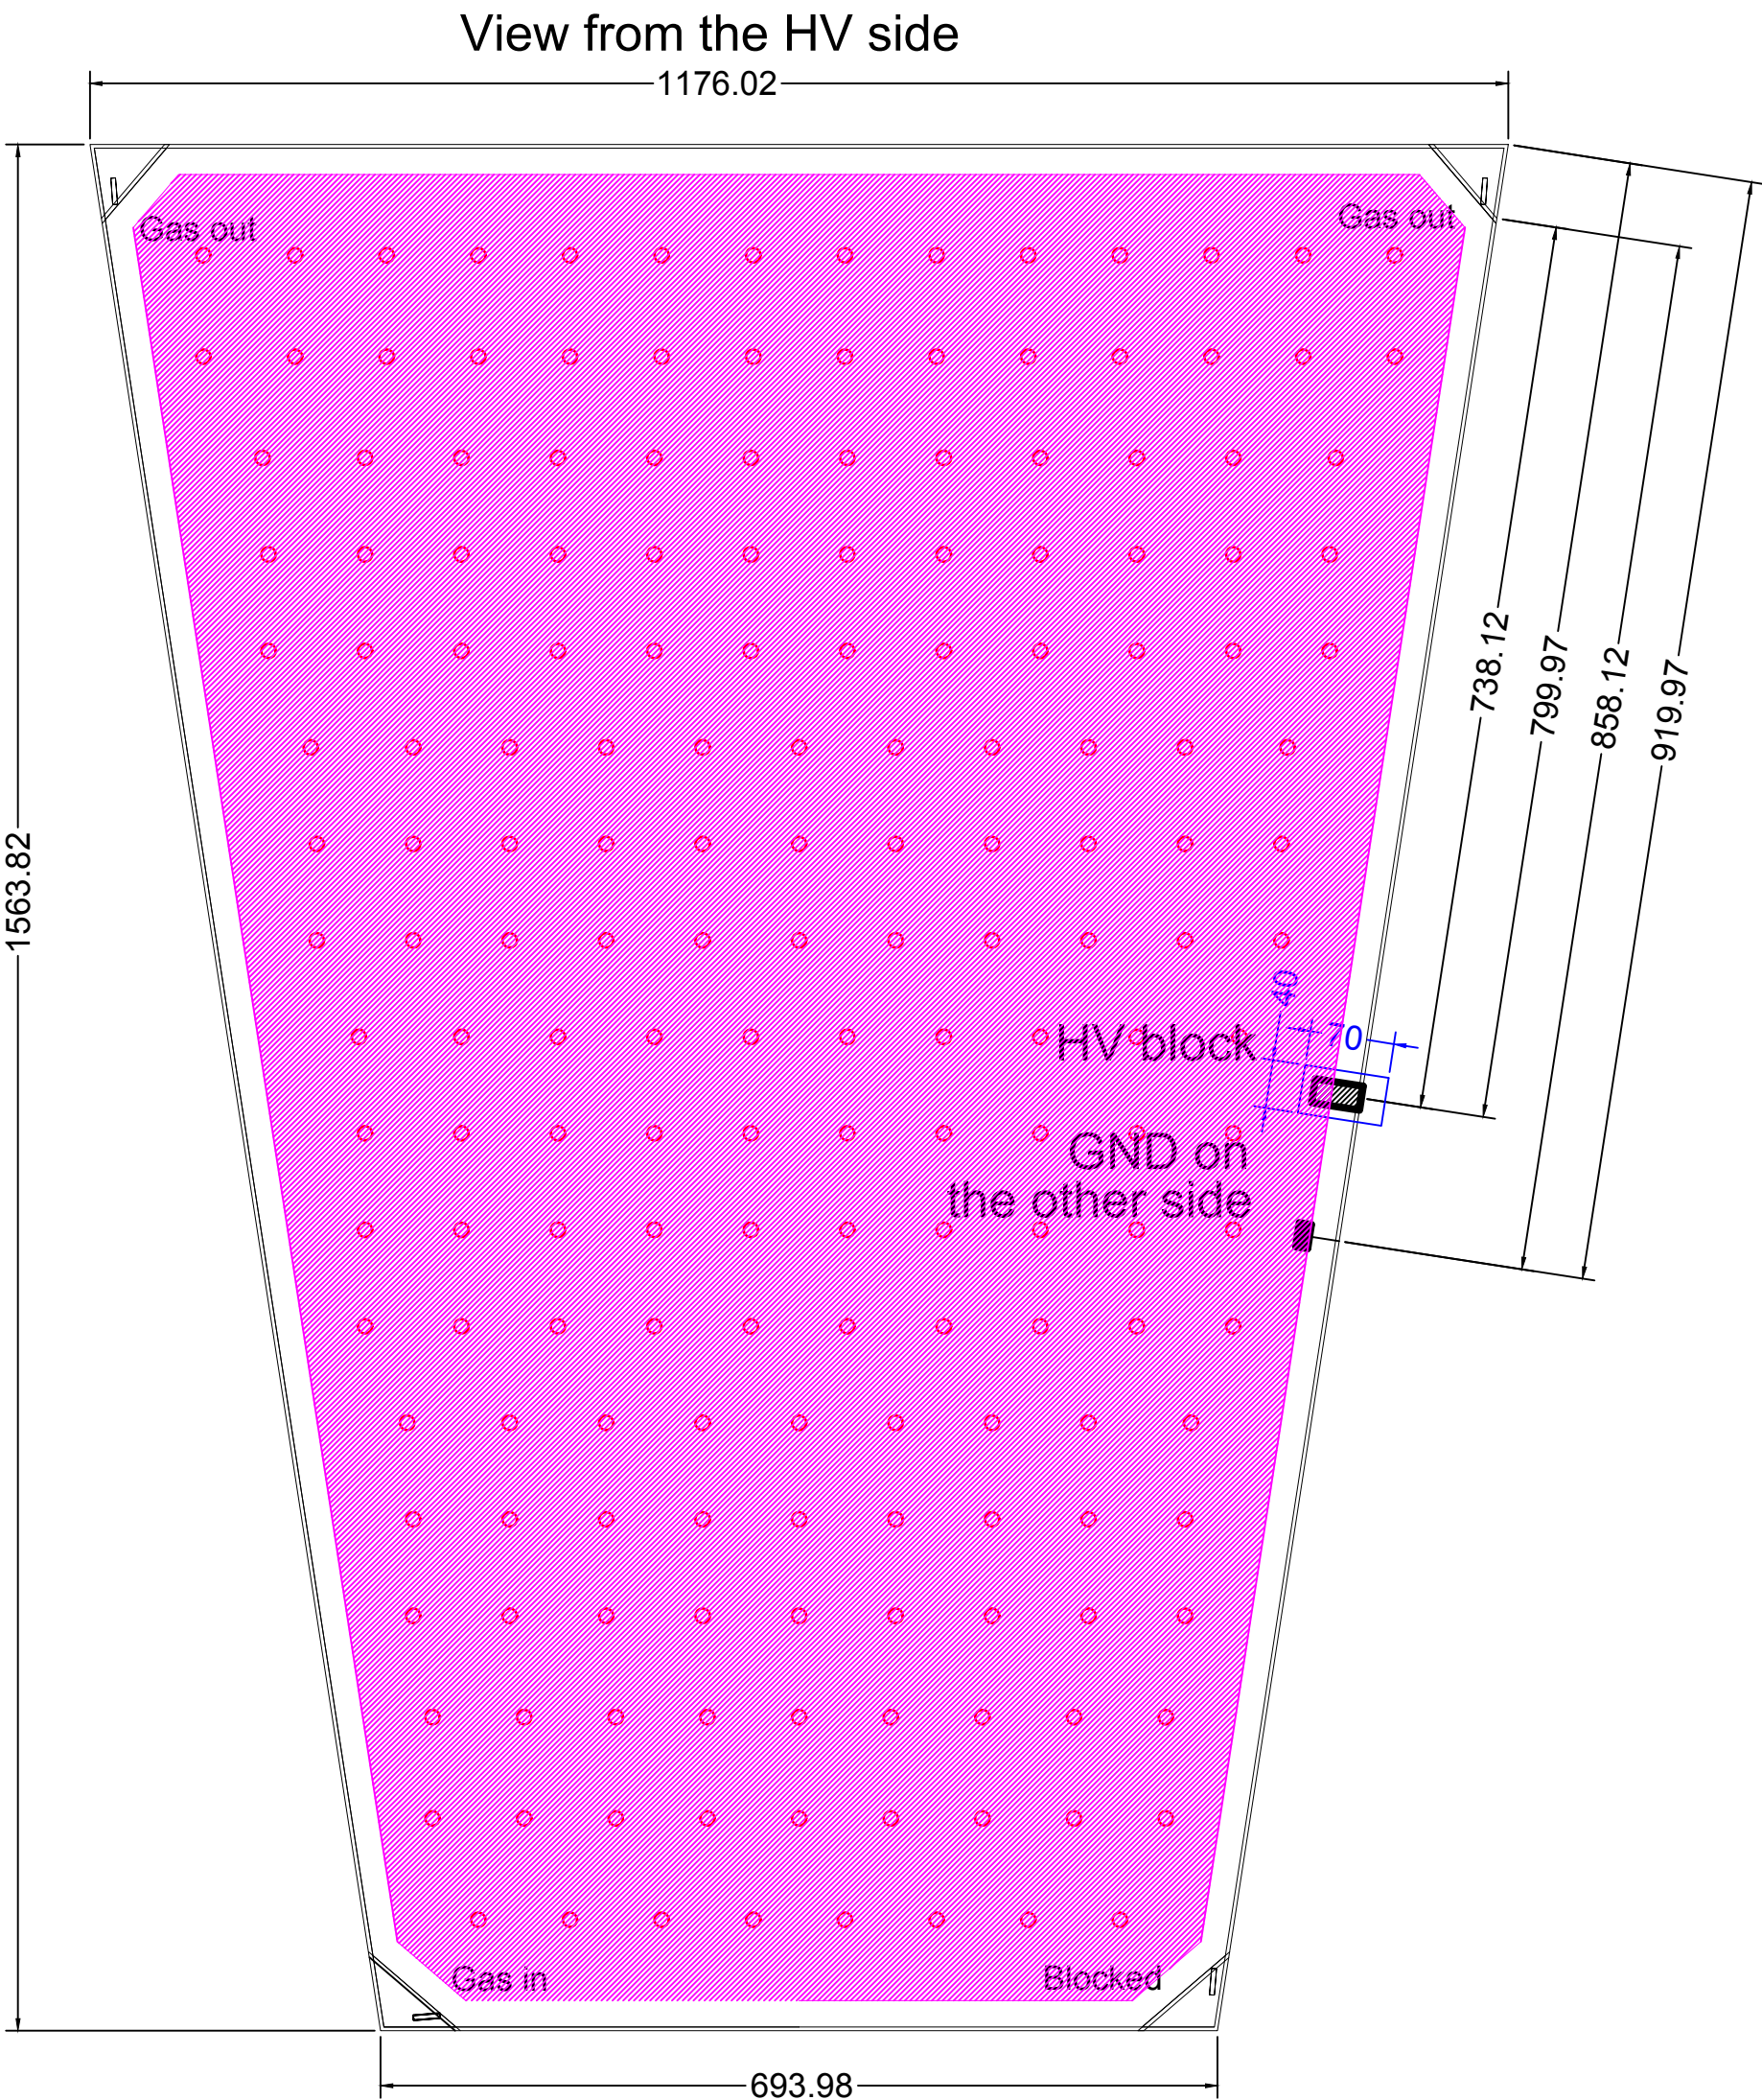 View from the HV side
1176.02
Gas out
Gas out
738.12
799.97
858.12
919.97
1563.82
40
70
HV block
GND on
the other side
Gas in
Blocked
693.98